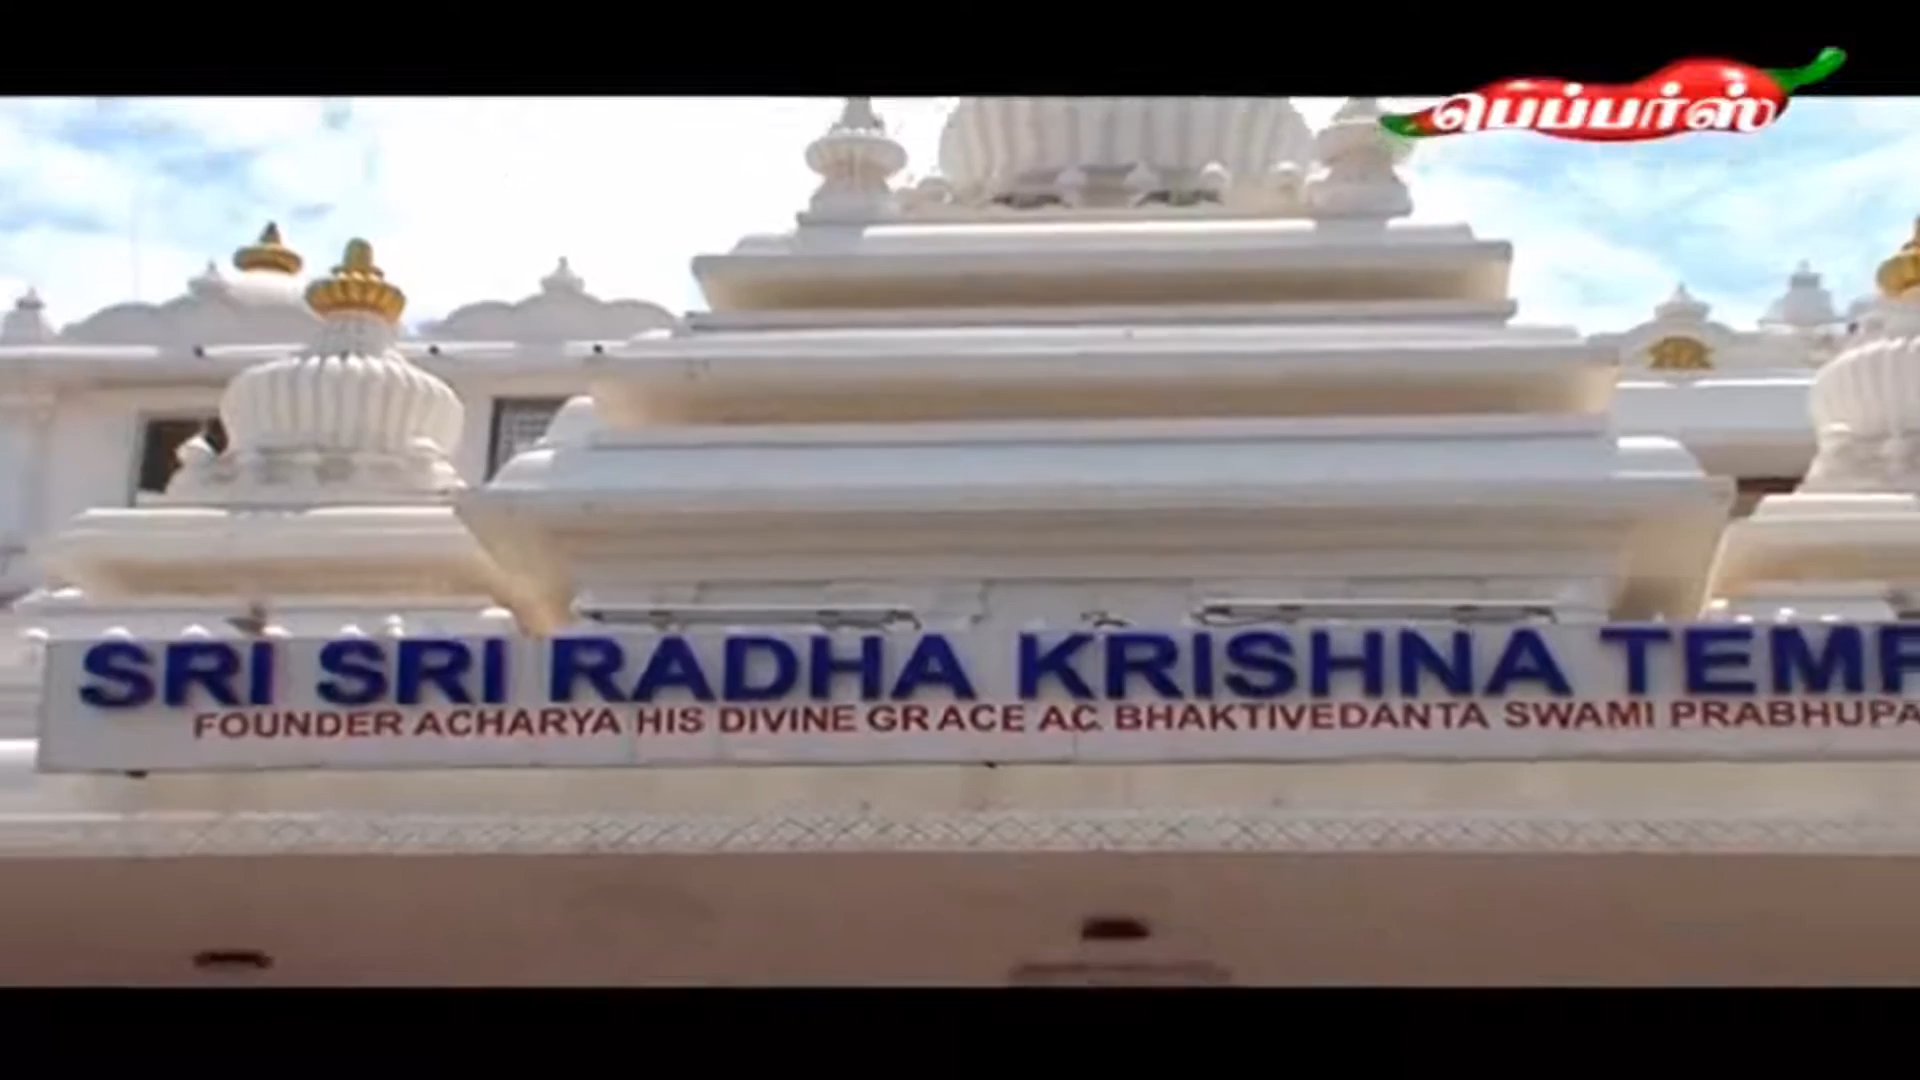 பெப்பர்ஸ்
SRI SRI RADHA KRISHNA TEMP
FOUNDER ACHARYA HIS DIVINE GRACE AC. BHAKTIVEDANTA SWAMI PRABHUPA